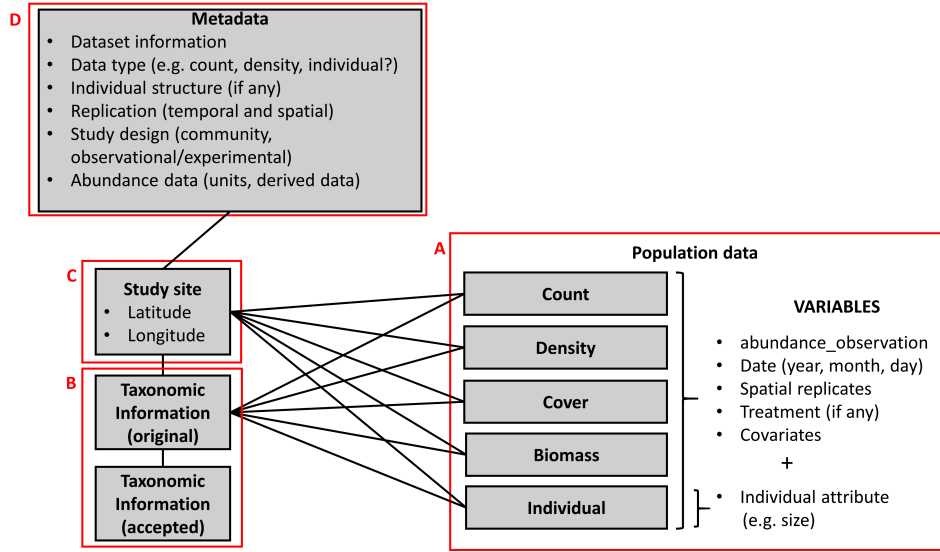 D
Metadata
• Dataset information
• Data type (e.g. count, density, individual?)
• Individual structure (if any)
• Replication (temporal and spatial)
• Study design (community,
observational/experimental)
• Abundance data (units, derived data)
C
Study site
• Latitude
• Longitude
B
Taxonomic
Information
(original)
Taxonomic
Information
(accepted)
A
Population data
Count
Density
Cover
Biomass
Individual
VARIABLES
• abundance_observation
• Date (year, month, day)
• Spatial replicates
• Treatment (if any)
• Covariates
+
• Individual attribute
(e.g. size)